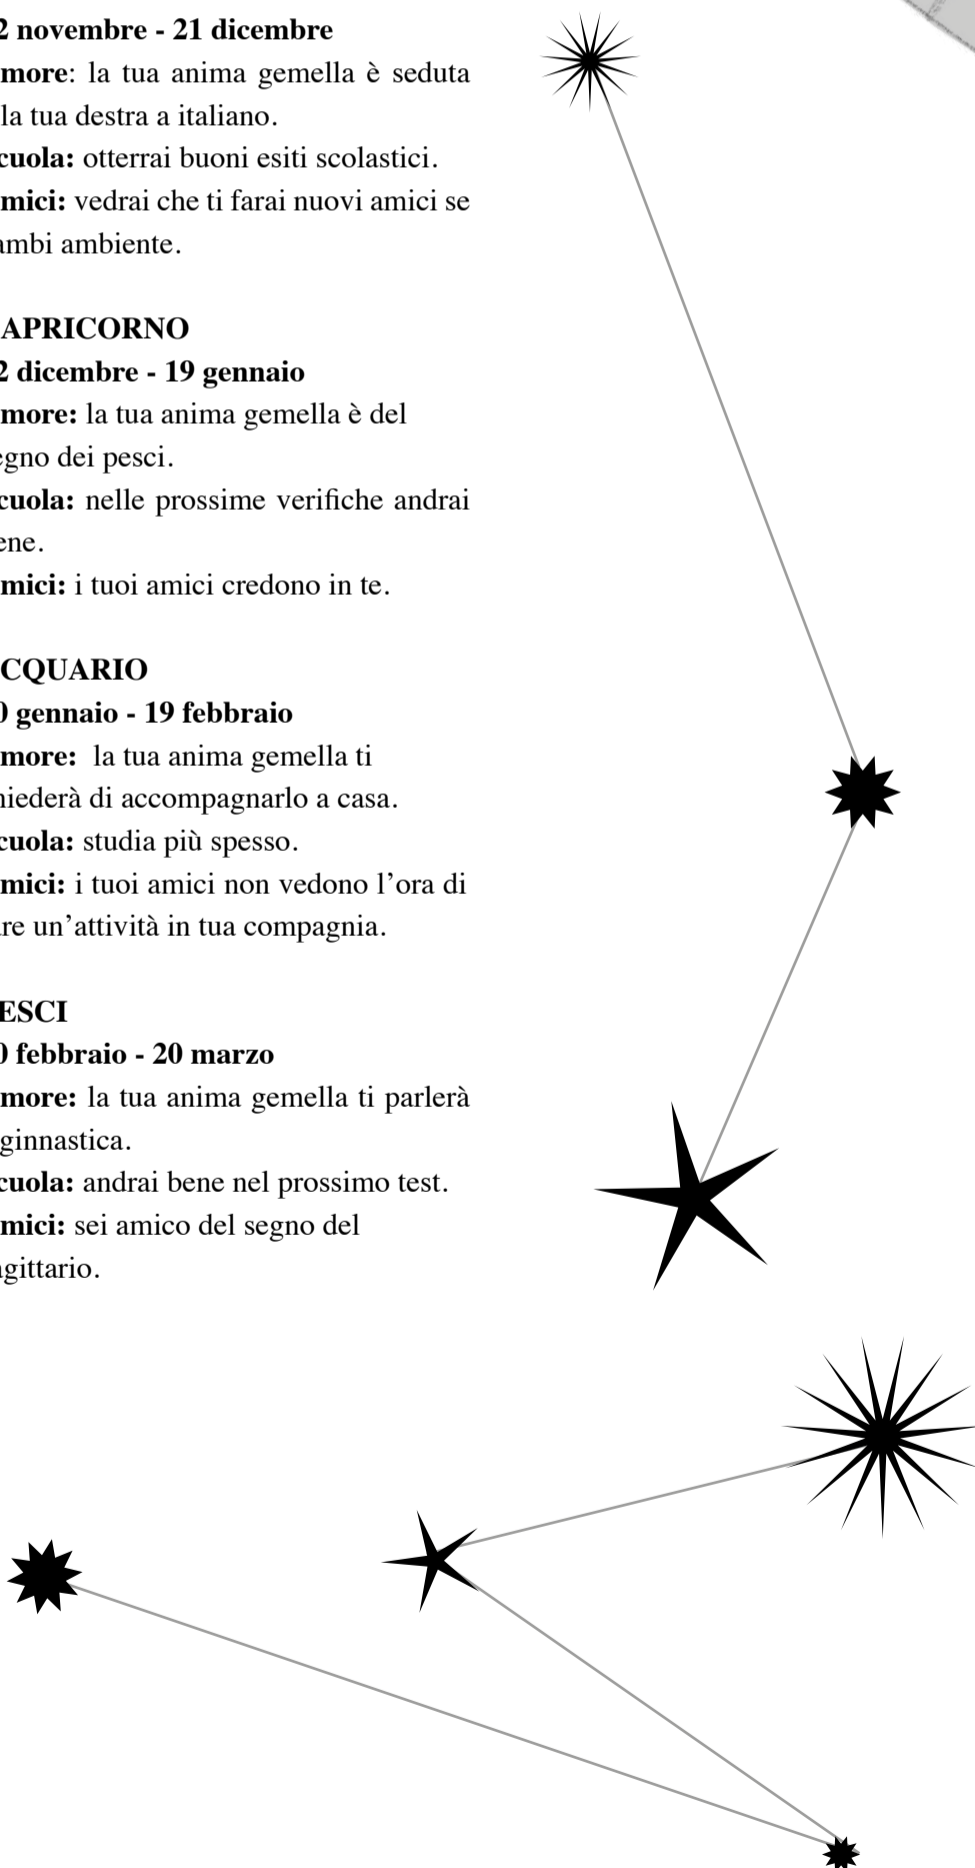 2 novembre - 21 dicembre
more: la tua anima gemella è seduta
la tua destra a italiano.
cuola: otterrai buoni esiti scolastici.
mici: vedrai che ti farai nuovi amici se
ambi ambiente.
APRICORNO
2 dicembre - 19 gennaio
more: la tua anima gemella è del
egno dei pesci.
cuola: nelle prossime verifiche andrai
ene.
mici: i tuoi amici credono in te.
CQUARIO
0 gennaio - 19 febbraio
more: la tua anima gemella ti
hiederà di accompagnarlo a casa.
cuola: studia più spesso.
mici: i tuoi amici non vedono l'ora di
re un'attività in tua compagnia.
ESCI
0 febbraio - 20 marzo
more: la tua anima gemella ti parlerà
ginnastica.
cuola: andrai bene nel prossimo test.
mici: sei amico del segno del
agittario.